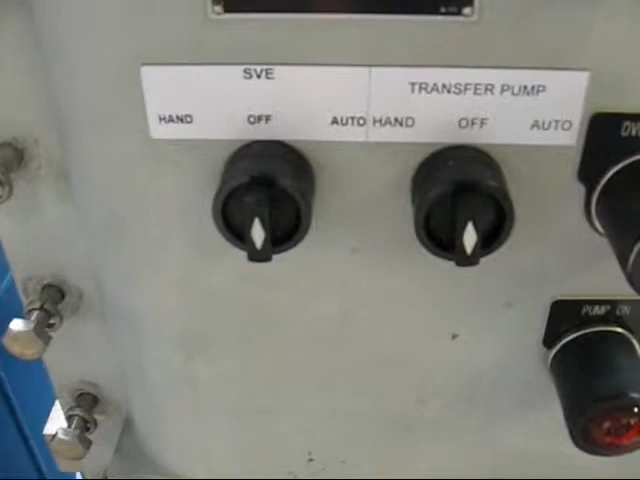 SVE
HAND OFF AUTO
TRANSFER PUMP
HAND OFF AUTO
PUMP ON